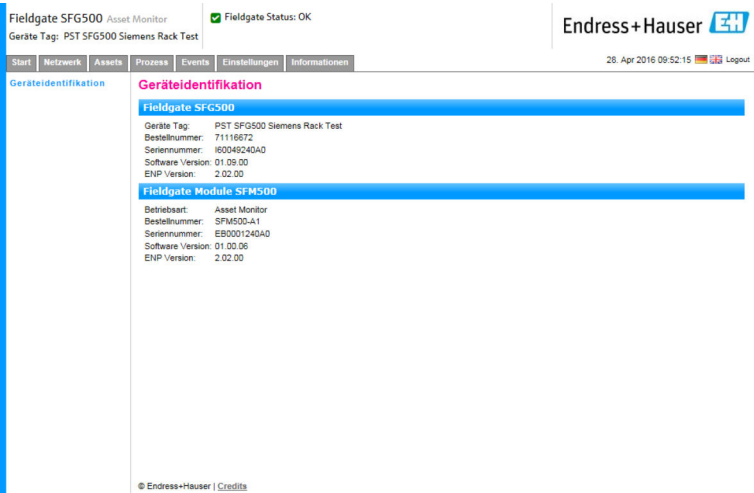 Fieldgate SFG500 Asset Monitor
Geräte Tag: PST SFG500 Siemens Rack Test
Fieldgate Status: OK
Endress+Hauser EH
Start Netzwerk Assets Prozess Events Einstellungen Informationen
28. Apr 2016 09:52:15 Logout
Geräteidentifikation
Geräteidentifikation
Fieldgate SFG500
Geräte Tag: PST SFG500 Siemens Rack Test
Bestellnummer: 71116672
Seriennummer: I60049240A0
Software Version: 01.09.00
ENP Version: 2.02.00
Fieldgate Module SFM500
Betriebsart: Asset Monitor
Bestellnummer: SFM500-A1
Seriennummer: EB0001240A0
Software Version: 01.00.06
ENP Version: 2.02.00
© Endress+Hauser | Credits